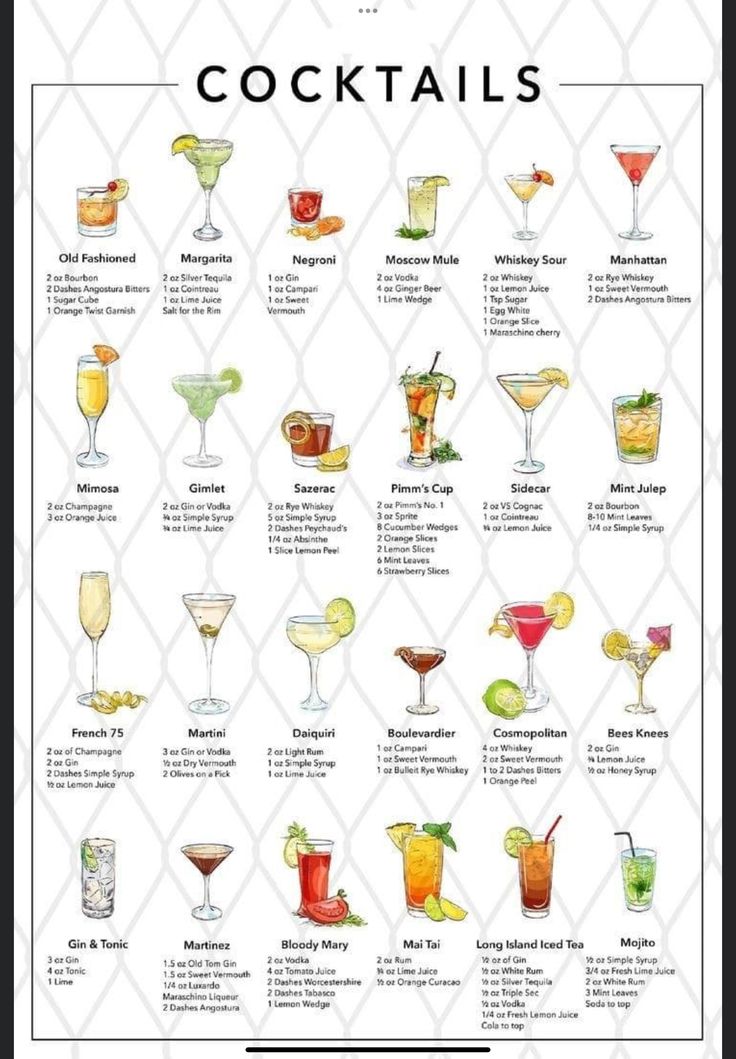 COCKTAILS
Old Fashioned
2 oz Bourbon
2 Dashes Angostura Bitters
1 Sugar Cube
1 Orange Twist Garnish
Margarita
2 oz Silver Tequila
1 oz Cointreau
1 oz Lime Juice
Salt for the Rim
Negroni
1 oz Gin
1 oz Campari
1 oz Sweet
Vermouth
Moscow Mule
2 oz Vodka
4 oz Ginger Beer
1 Lime Wedge
Whiskey Sour
2 oz Whiskey
1 oz Lemon Juice
1 Tsp Sugar
1 Egg White
1 Orange Slice
1 Maraschino cherry
Manhattan
2 oz Rye Whiskey
1 oz Sweet Vermouth
2 Dashes Angostura Bitters
Mimosa
2 oz Champagne
3 oz Orange Juice
Gimlet
2 oz Gin or Vodka
¾ oz Simple Syrup
¾ oz Lime Juice
Sazerac
2 oz Rye Whiskey
5 oz Simple Syrup
2 Dashes Peychaud's
1/4 oz Absinthe
1 Slice Lemon Peel
Pimm's Cup
2 oz Pimm's No. 1
3 oz Sprite
8 Cucumber Wedges
2 Orange Slices
2 Lemon Slices
6 Mint Leaves
6 Strawberry Slices
Sidecar
2 oz VS Cognac
1 oz Cointreau
¾ oz Lemon Juice
Mint Julep
2 oz Bourbon
8-10 Mint Leaves
1/4 oz Simple Syrup
French 75
2 oz of Champagne
2 oz Gin
2 Dashes Simple Syrup
½ oz Lemon Juice
Martini
3 oz Gin or Vodka
½ oz Dry Vermouth
2 Olives on a Pick
Daiquiri
2 oz Light Rum
1 oz Simple Syrup
1 oz Lime Juice
Boulevardier
1 oz Campari
1 oz Sweet Vermouth
1 oz Bulleit Rye Whiskey
Cosmopolitan
4 oz Whiskey
2 oz Sweet Vermouth
1 to 2 Dashes Bitters
1 Orange Peel
Bees Knees
2 oz Gin
¾ Lemon Juice
½ oz Honey Syrup
Gin & Tonic
3 oz Gin
4 oz Tonic
1 Lime
Martinez
1.5 oz Old Tom Gin
1.5 oz Sweet Vermouth
1/4 oz Luxardo
Maraschino Liqueur
2 Dashes Angostura
Bloody Mary
2 oz Vodka
4 oz Tomato Juice
2 Dashes Worcestershire
2 Dashes Tabasco
1 Lemon Wedge
Mai Tai
2 oz Rum
¾ oz Lime Juice
½ oz Orange Curacao
Long Island Iced Tea
½ oz of Gin
½ oz White Rum
½ oz Silver Tequila
½ oz Triple Sec
½ oz Vodka
1/4 oz Fresh Lemon Juice
Cola to top
Mojito
½ oz Simple Syrup
3/4 oz Fresh Lime Juice
2 oz White Rum
3 Mint Leaves
Soda to top